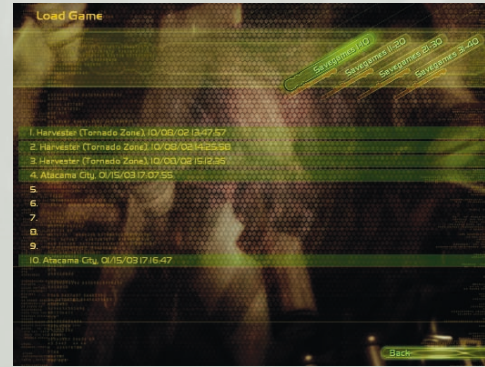 Load Game
Savegames 1-10
Savegames 11-20
Savegames 21-30
Savegames 31-40
1. Harvester (Tornado Zone), 10/08/02 13.47.57
2. Harvester (Tornado Zone), 10/08/02 14:25.58
3. Harvester (Tornado Zone), 10/08/02 15:12.35
4. Atacama City, 01/15/03 17:07:55
5.
6.
7.
8.
9.
10. Atacama City, 01/15/03 17:16.47
Back